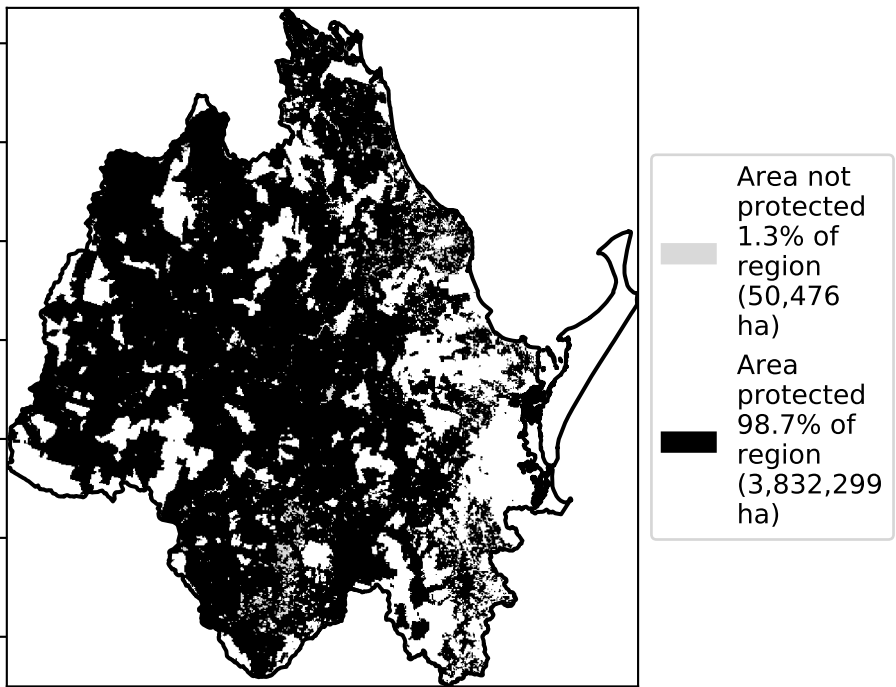 Area not
protected
1.3% of
region
(50,476
ha)
Area
protected
98.7% of
region
(3,832,299
ha)